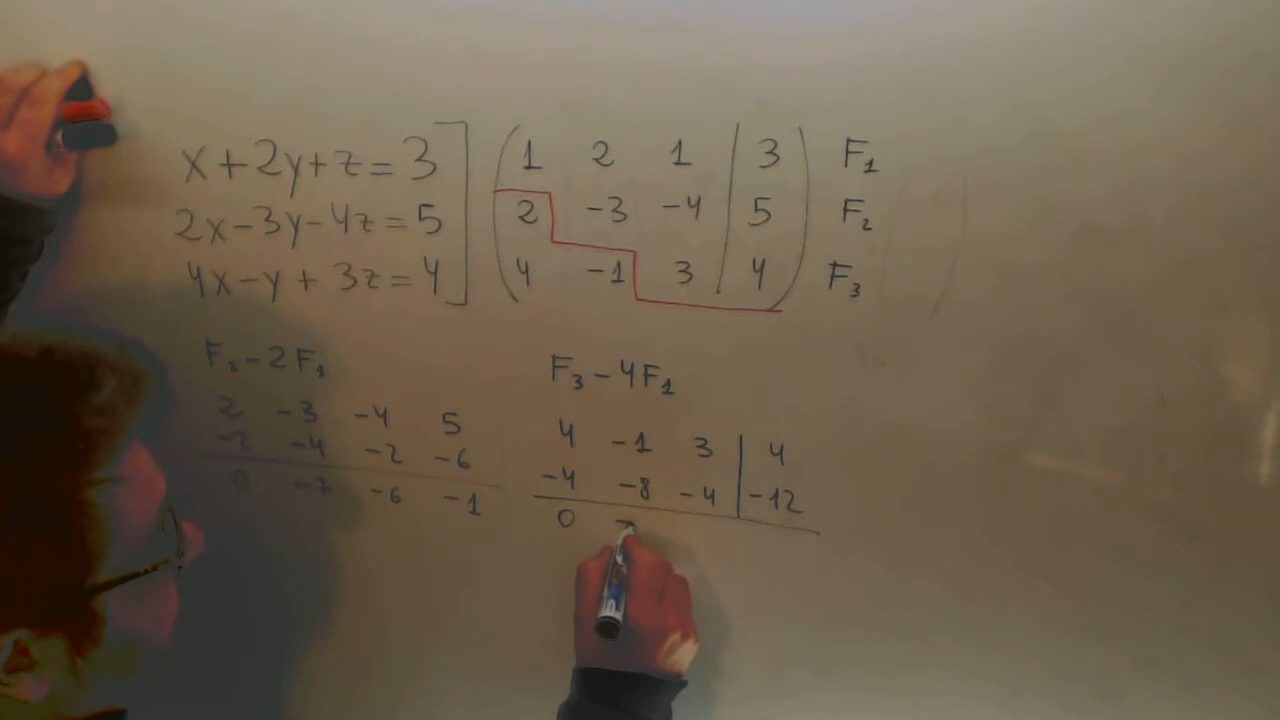 x+2y+z=3
2x-3y-4z=5
4x-y+3z=4
1 2 1 | 3 F₁
2 -3 -4 | 5 F₂
4 -1 3 | 4 F₃
F₂-2F₁
2 -3 -4 5
-2 -4 -2 -6
0 -7 -6 -1
F₃-4F₁
4 -1 3 | 4
-4 -8 -4 | -12
0